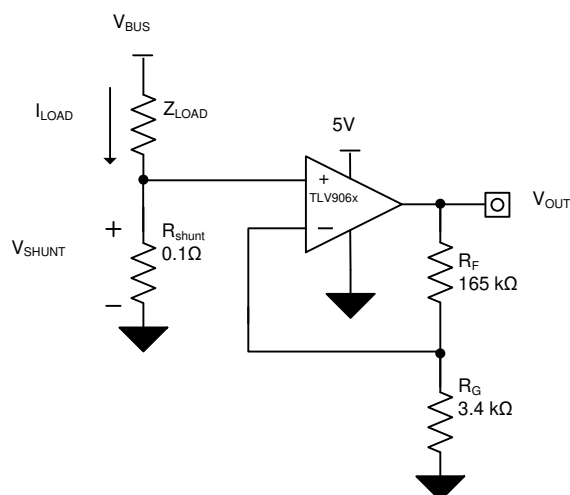 VBUS
ILOAD
ZLOAD
5V
+
TLV906x
−
VOUT
+
VSHUNT
−
Rshunt
0.1Ω
RF
165 kΩ
RG
3.4 kΩ